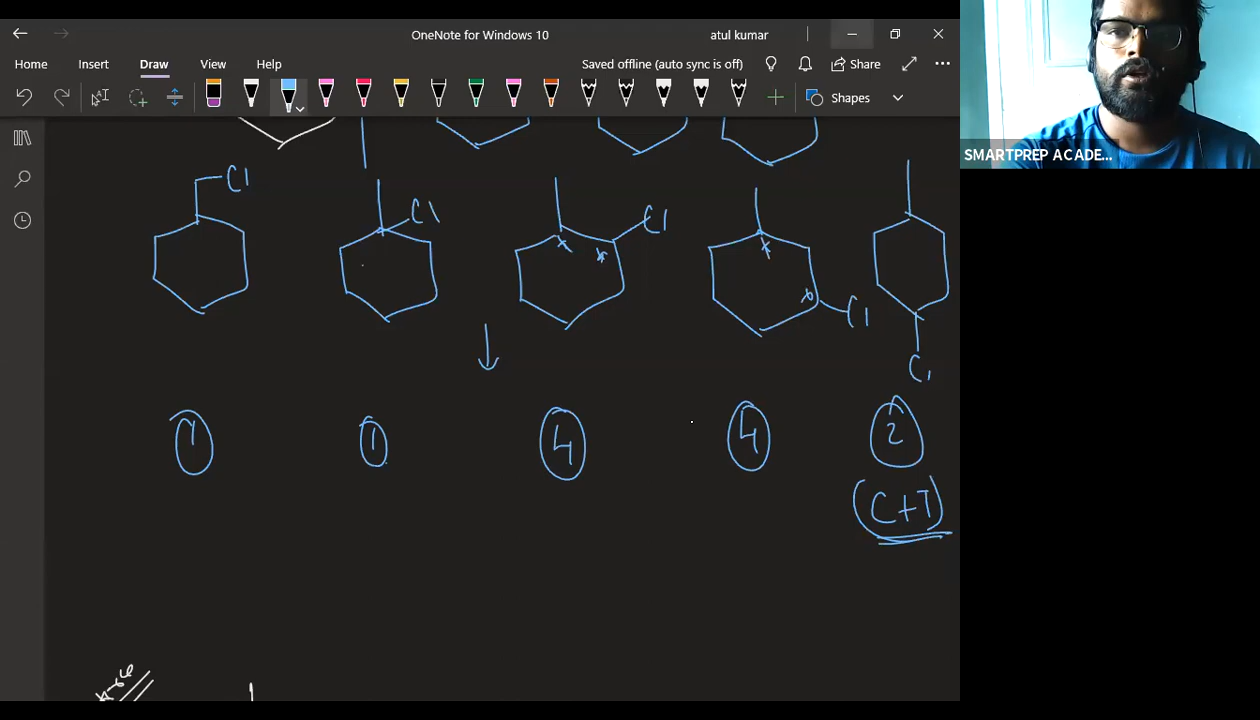 OneNote for Windows 10
atul kumar
Home Insert Draw View Help
Saved offline (auto sync is off)
Share
Shapes
SMARTPREP ACADE...
Cl Cl Cl Cl Cl
1 1 4 4 2
(C+T)